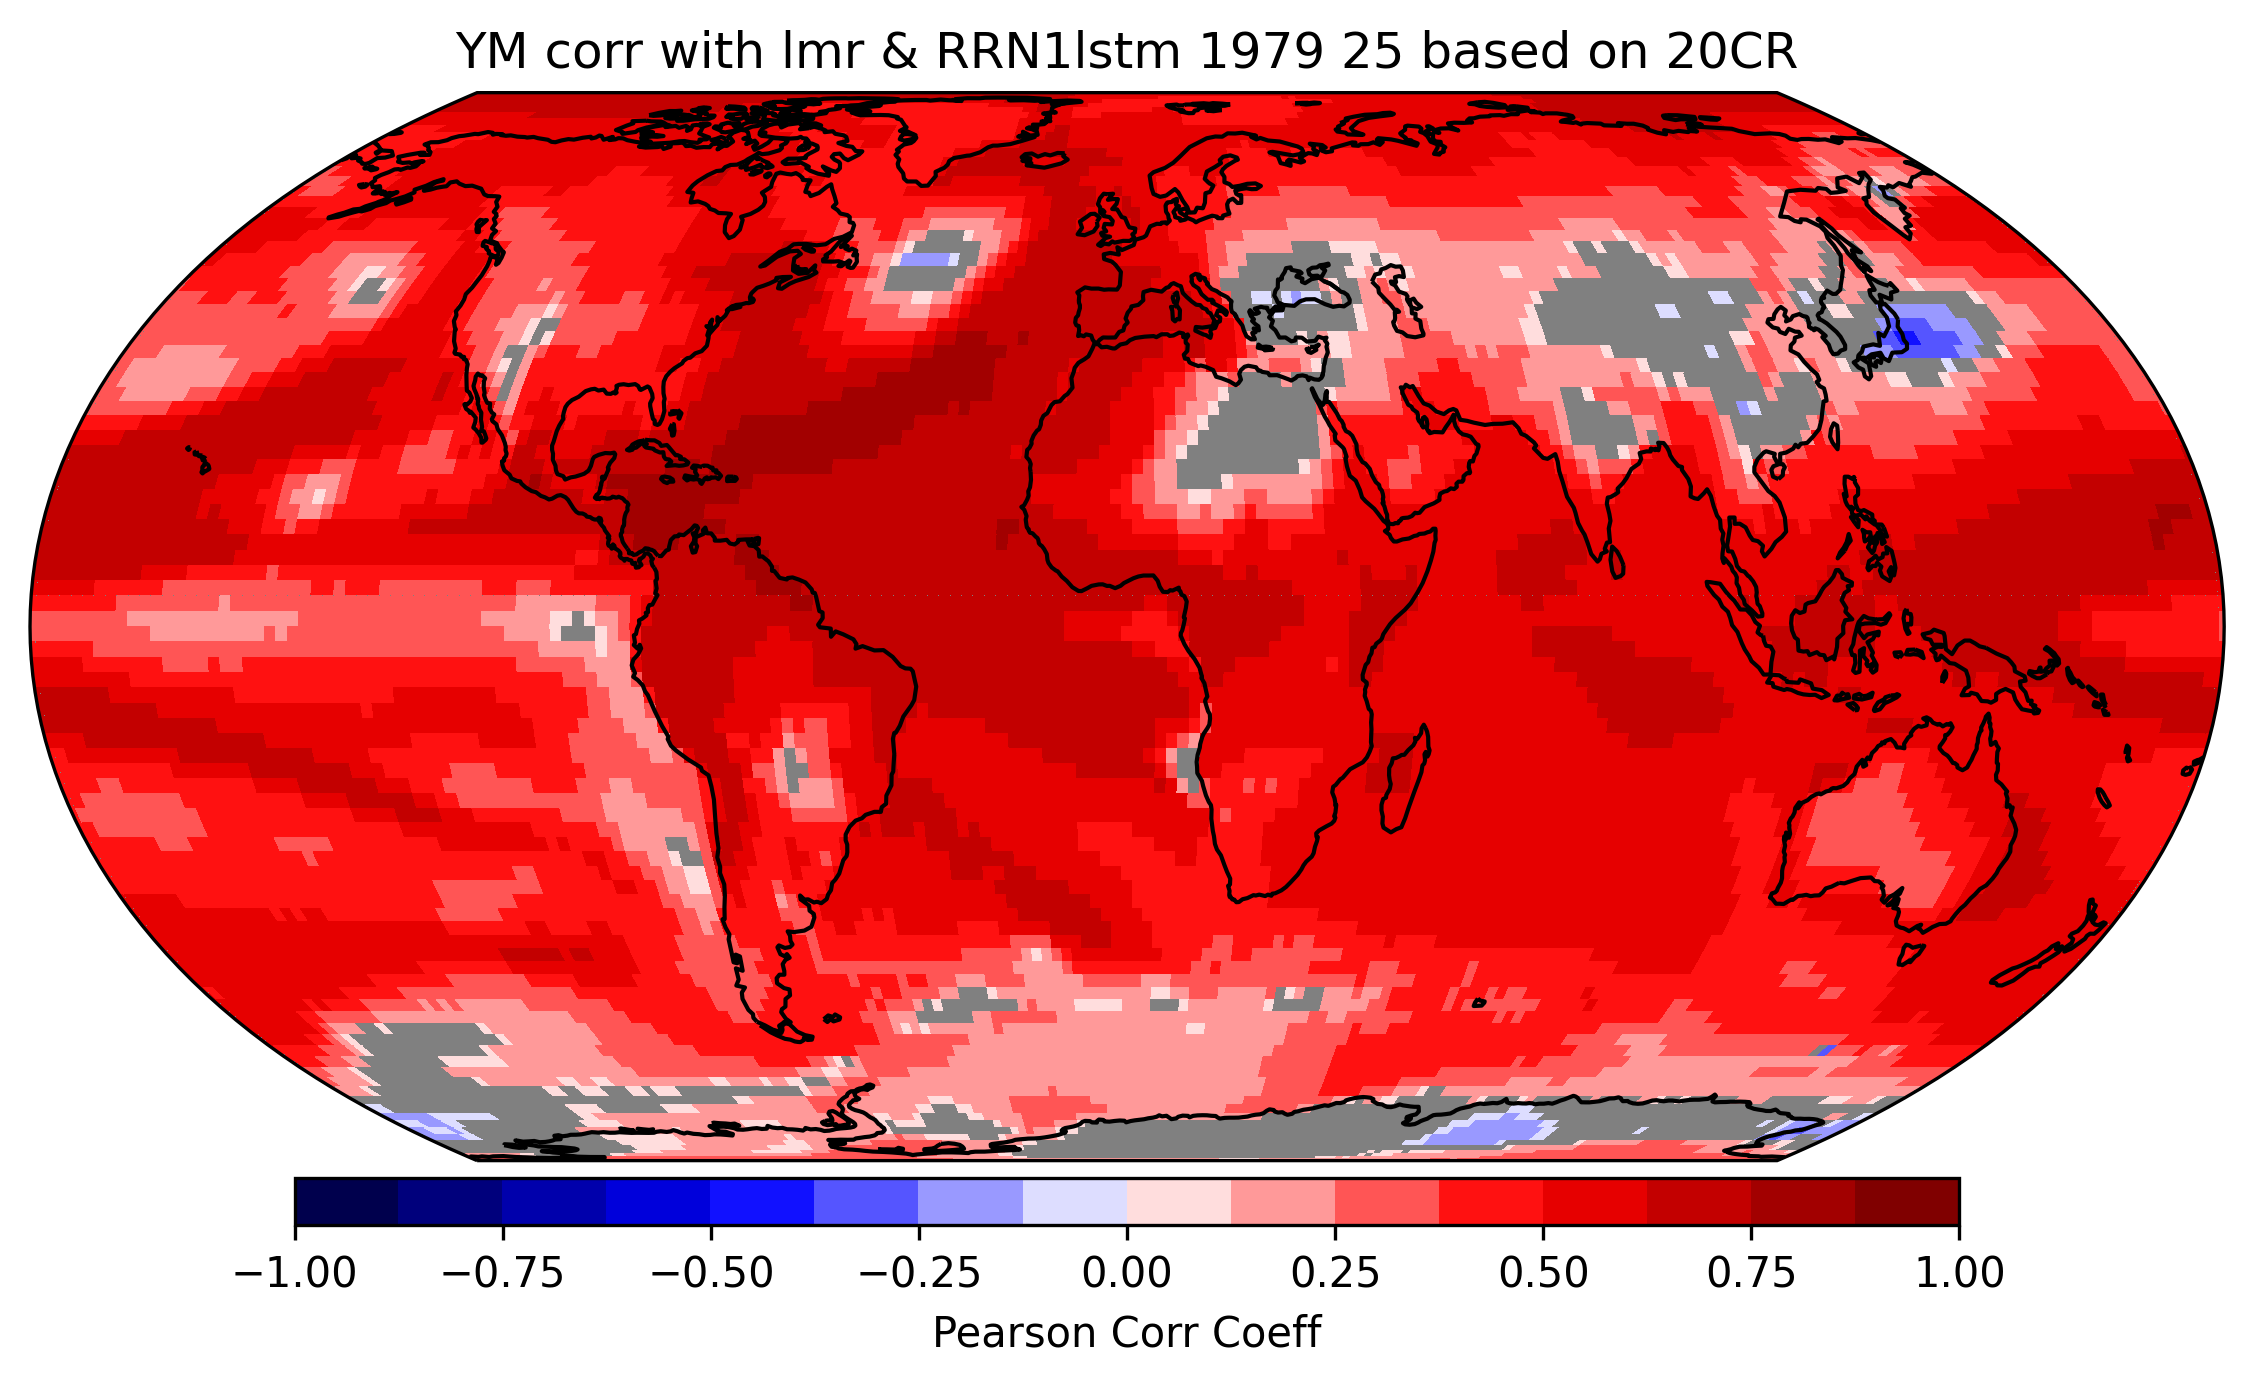 YM corr with lmr & RRN1lstm 1979 25 based on 20CR
−1.00 −0.75 −0.50 −0.25 0.00 0.25 0.50 0.75 1.00
Pearson Corr Coeff